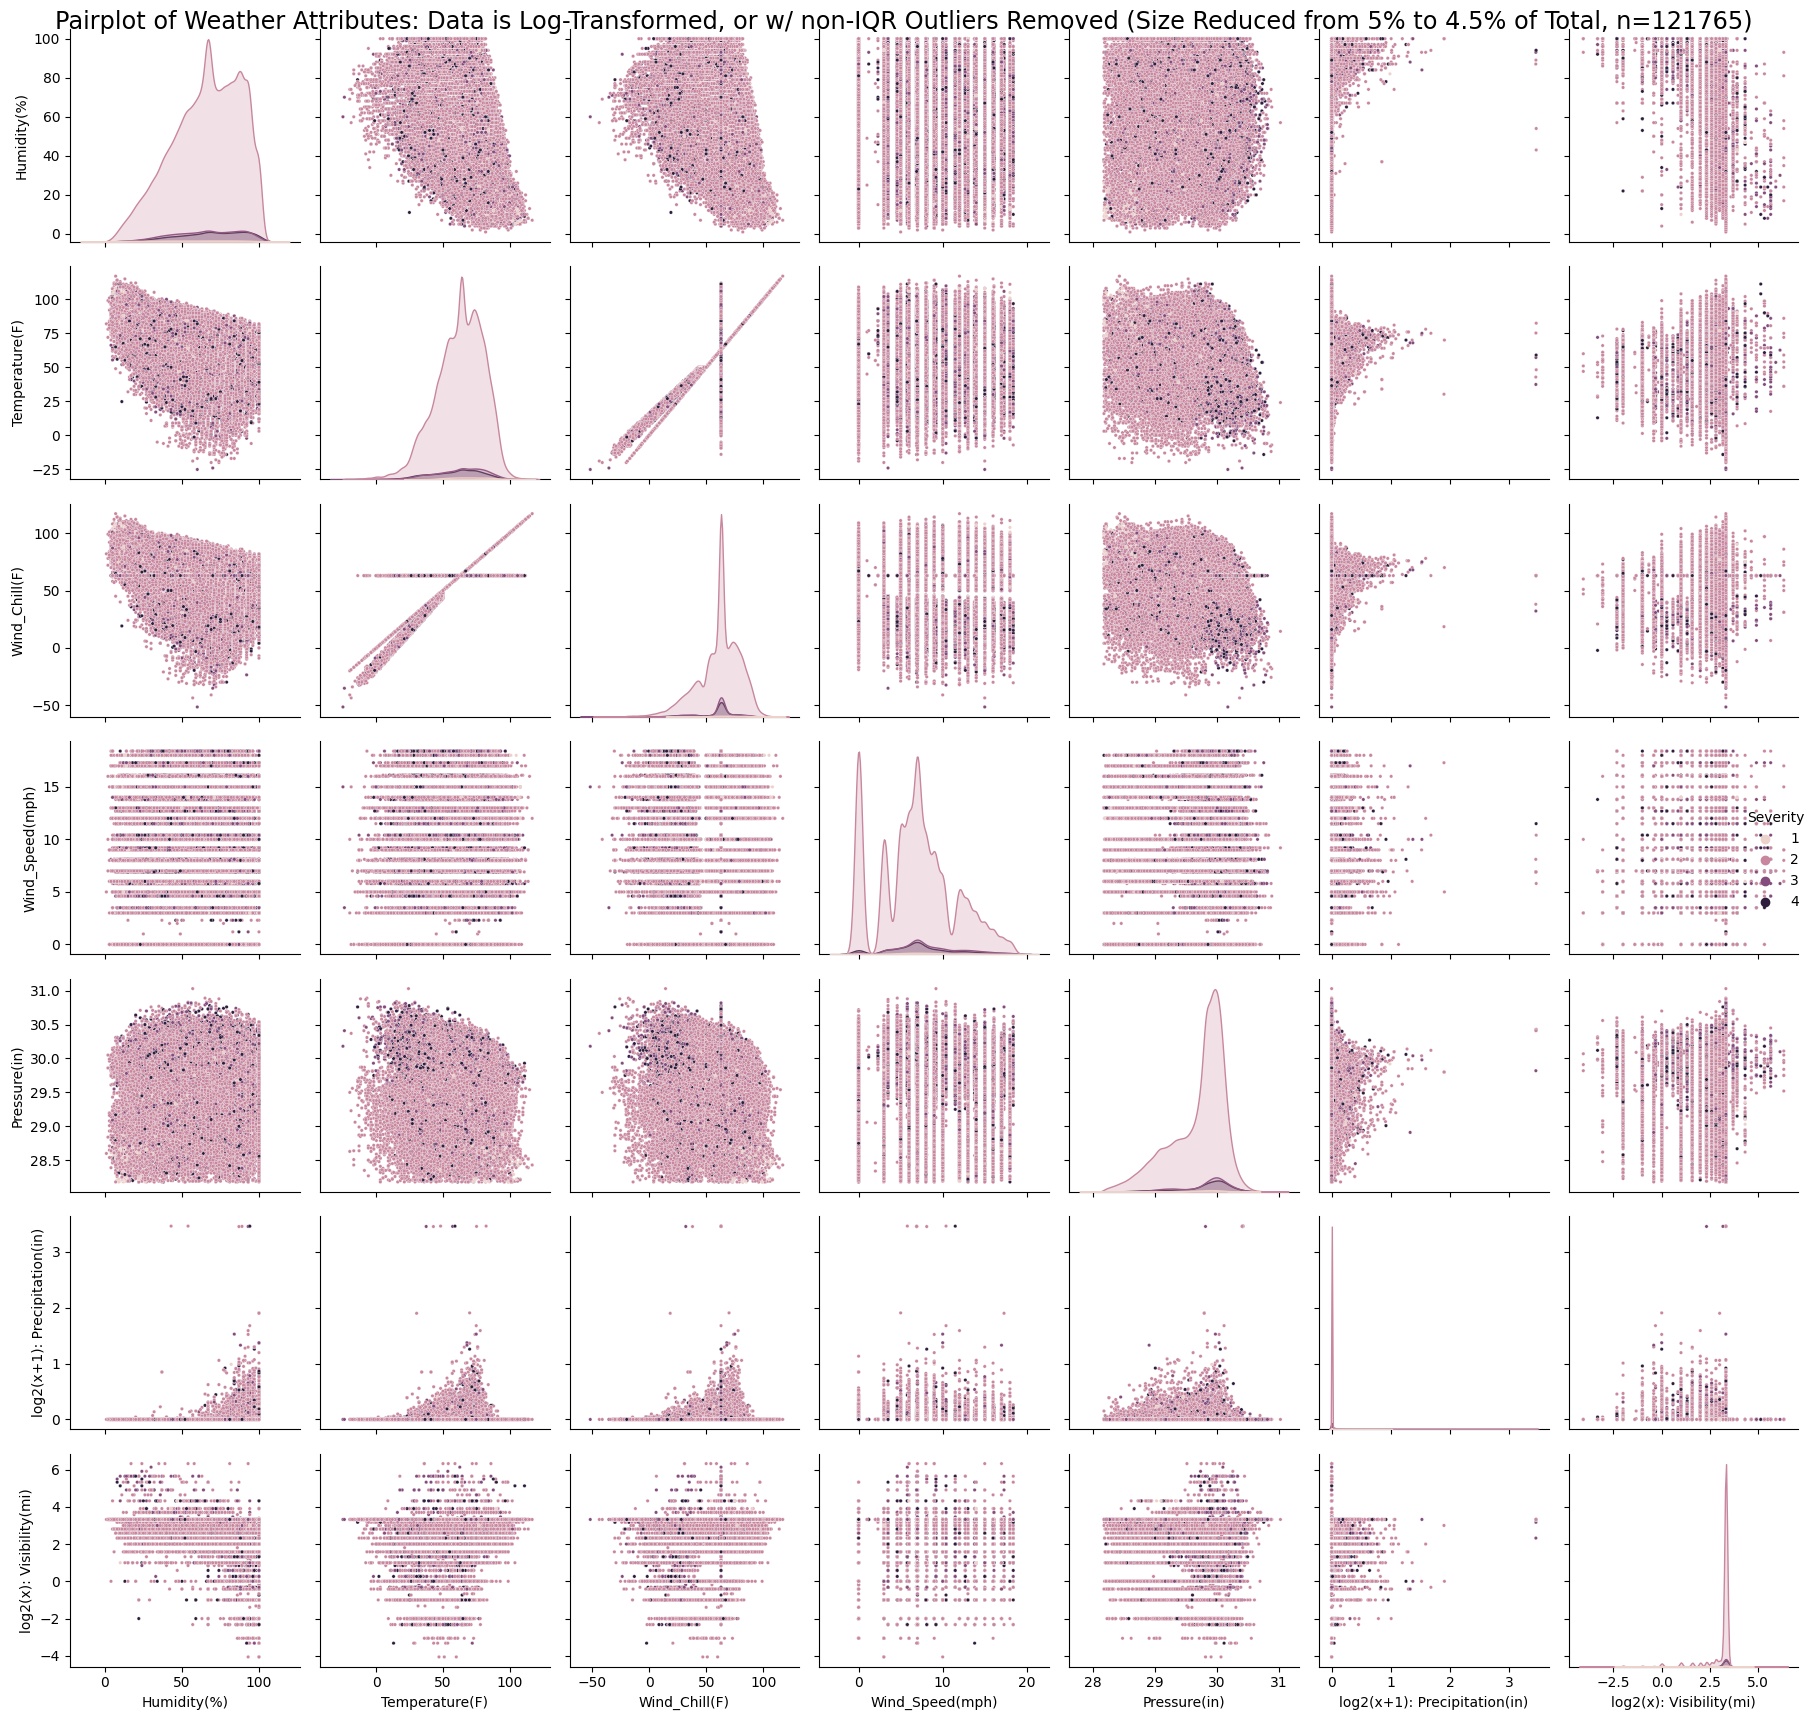 Pairplot of Weather Attributes: Data is Log-Transformed, or w/ non-IQR Outliers Removed (Size Reduced from 5% to 4.5% of Total, n=121765)
Humidity(%)
100
80
60
40
20
0
Temperature(F)
100
75
50
25
0
−25
Wind_Chill(F)
100
50
0
−50
Wind_Speed(mph)
15
10
5
0
Severity
1
2
3
4
Pressure(in)
31.0
30.5
30.0
29.5
29.0
28.5
log2(x+1): Precipitation(in)
3
2
1
0
log2(x): Visibility(mi)
6
4
2
0
−2
−4
0 50 100
0 50 100
−50 0 50 100
0 10 20
28 29 30 31
0 1 2 3
−2.5 0.0 2.5 5.0
Humidity(%) Temperature(F) Wind_Chill(F) Wind_Speed(mph) Pressure(in) log2(x+1): Precipitation(in) log2(x): Visibility(mi)